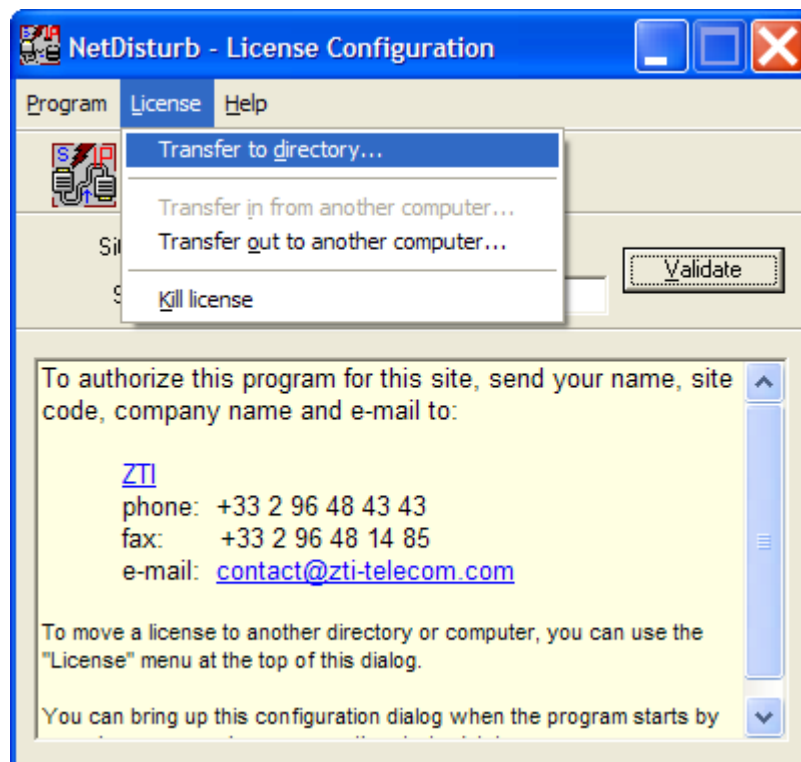 NetDisturb - License Configuration
Program License Help
S P
Transfer to directory...
Transfer in from another computer...
Transfer out to another computer...
Kill license
Validate
To authorize this program for this site, send your name, site
code, company name and e-mail to:
ZTI
phone: +33 2 96 48 43 43
fax: +33 2 96 48 14 85
e-mail: contact@zti-telecom.com
To move a license to another directory or computer, you can use the
"License" menu at the top of this dialog.
You can bring up this configuration dialog when the program starts by